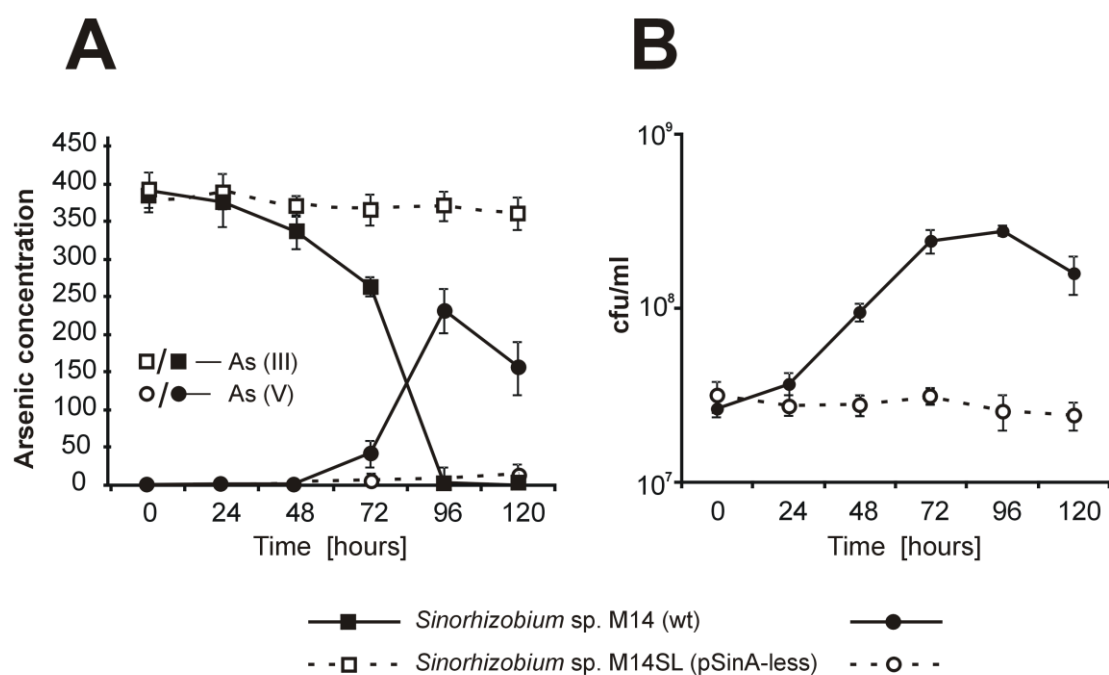 A
B
Arsenic concentration
450
400
350
300
250
200
150
100
50
0
As (III)
As (V)
0 24 48 72 96 120
Time [hours]
cfu/ml
10⁹
10⁸
10⁷
0 24 48 72 96 120
Time [hours]
Sinorhizobium sp. M14 (wt)
Sinorhizobium sp. M14SL (pSinA-less)